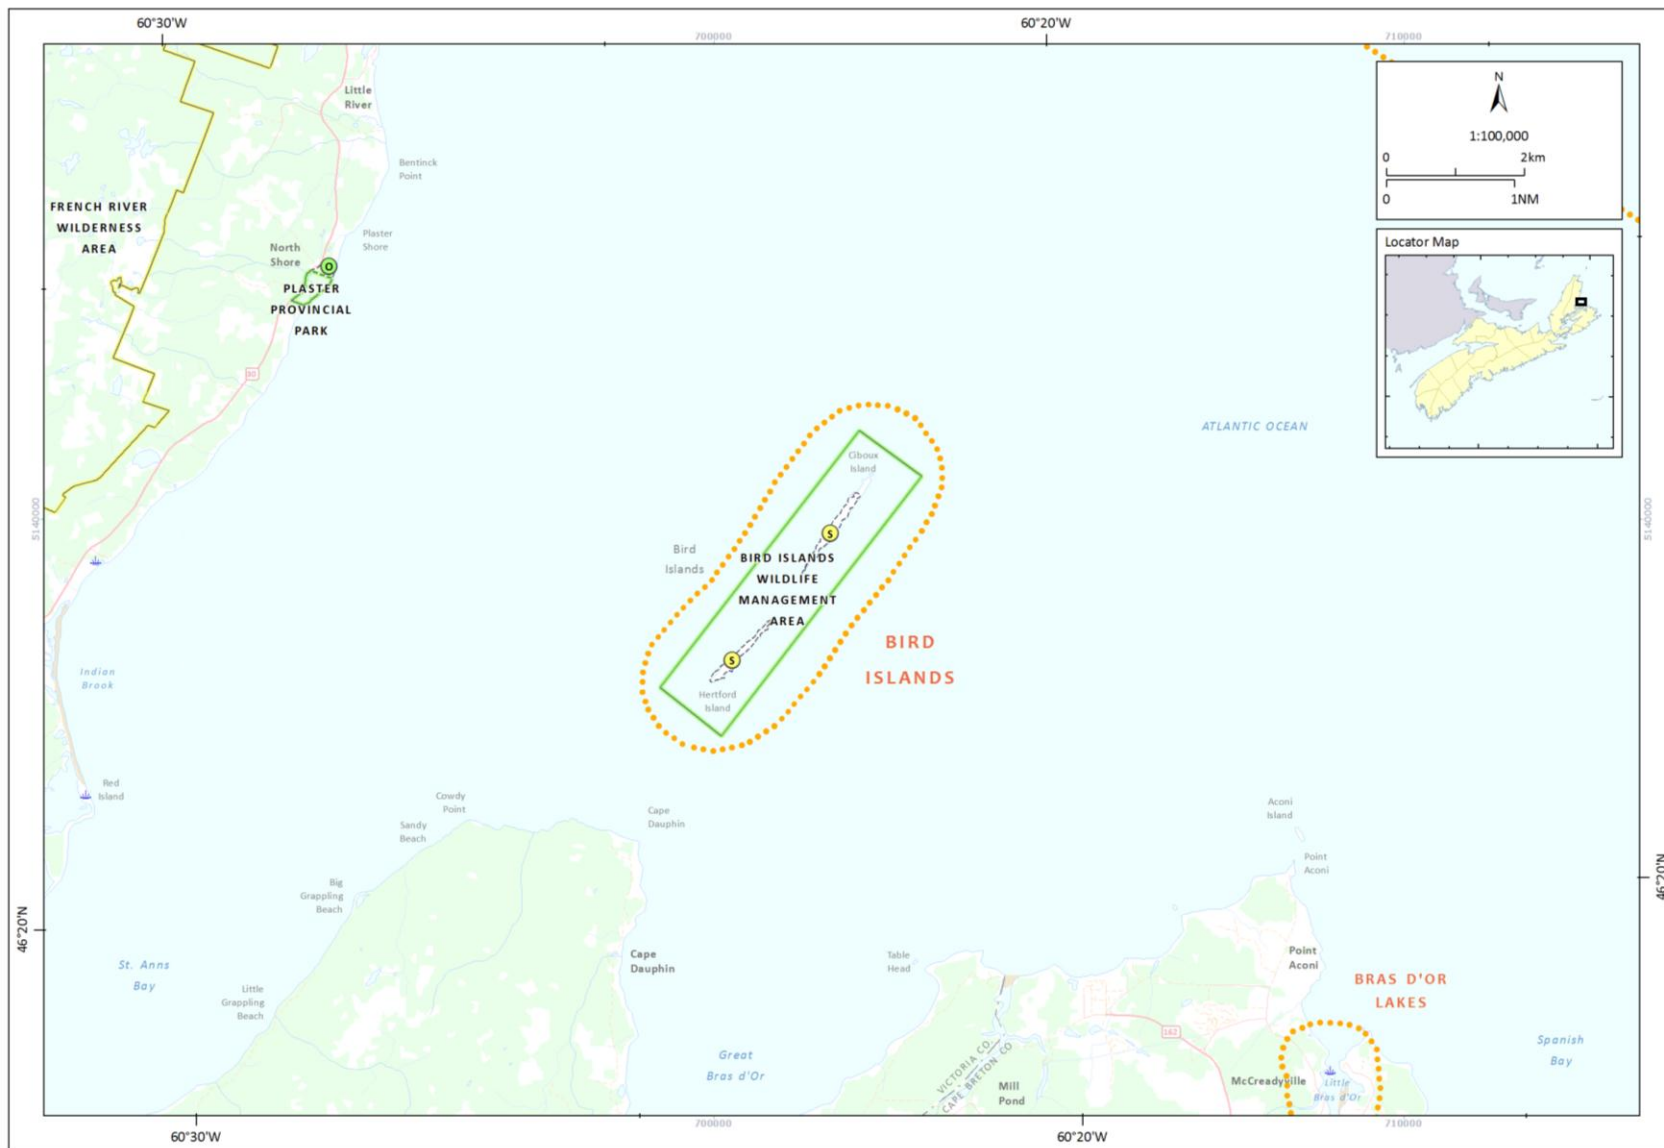 60°30'W
60°20'W
700000
710000
N
1:100,000
0
2km
0
1NM
Locator Map
A
Little
River
Bentinck
Point
FRENCH RIVER
WILDERNESS
AREA
Plaster
Shore
North
Shore
O
PLASTER
PROVINCIAL
PARK
ATLANTIC OCEAN
Ciboux
Island
5140000
5140000
S
Bird
Islands
BIRD ISLANDS
WILDLIFE
MANAGEMENT
AREA
BIRD
ISLANDS
S
Hertford
Island
Indian
Brook
Red
Island
Cowdy
Point
Sandy
Beach
Cape
Dauphin
Aconi
Island
Point
Aconi
Big
Grappling
Beach
46°20'N
46°20'N
St. Anns
Bay
Cape
Dauphin
Table
Head
Point
Aconi
BRAS D'OR
LAKES
Little
Grappling
Beach
162
Great
Bras d'Or
VICTORIA CO.
CAPE BRETON CO
Mill
Pond
McCreadyville
Little
Bras d'Or
Spanish
Bay
60°30'W
700000
60°20'W
710000